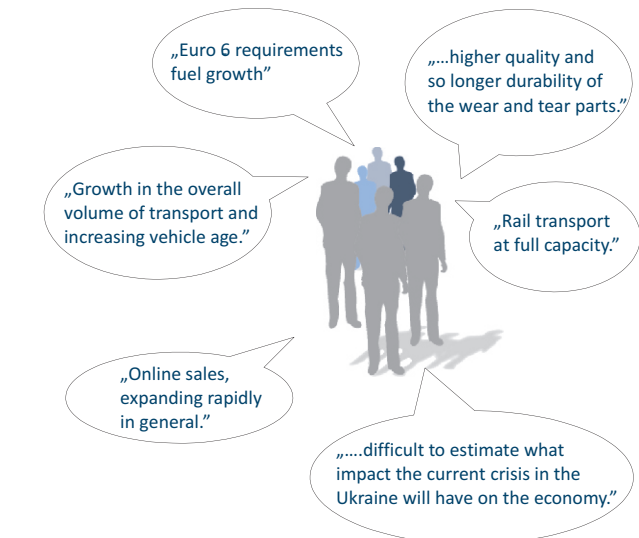 „Euro 6 requirements
fuel growth”
„…higher quality and
so longer durability of
the wear and tear parts.”
„Growth in the overall
volume of transport and
increasing vehicle age.”
„Rail transport
at full capacity.”
„Online sales,
expanding rapidly
in general.”
„….difficult to estimate what
impact the current crisis in the
Ukraine will have on the economy.”